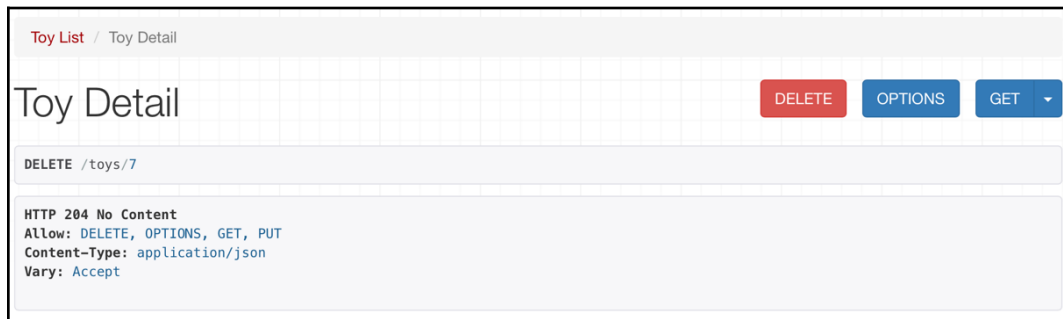 Toy List / Toy Detail
Toy Detail
DELETE OPTIONS GET
DELETE /toys/7
HTTP 204 No Content
Allow: DELETE, OPTIONS, GET, PUT
Content-Type: application/json
Vary: Accept